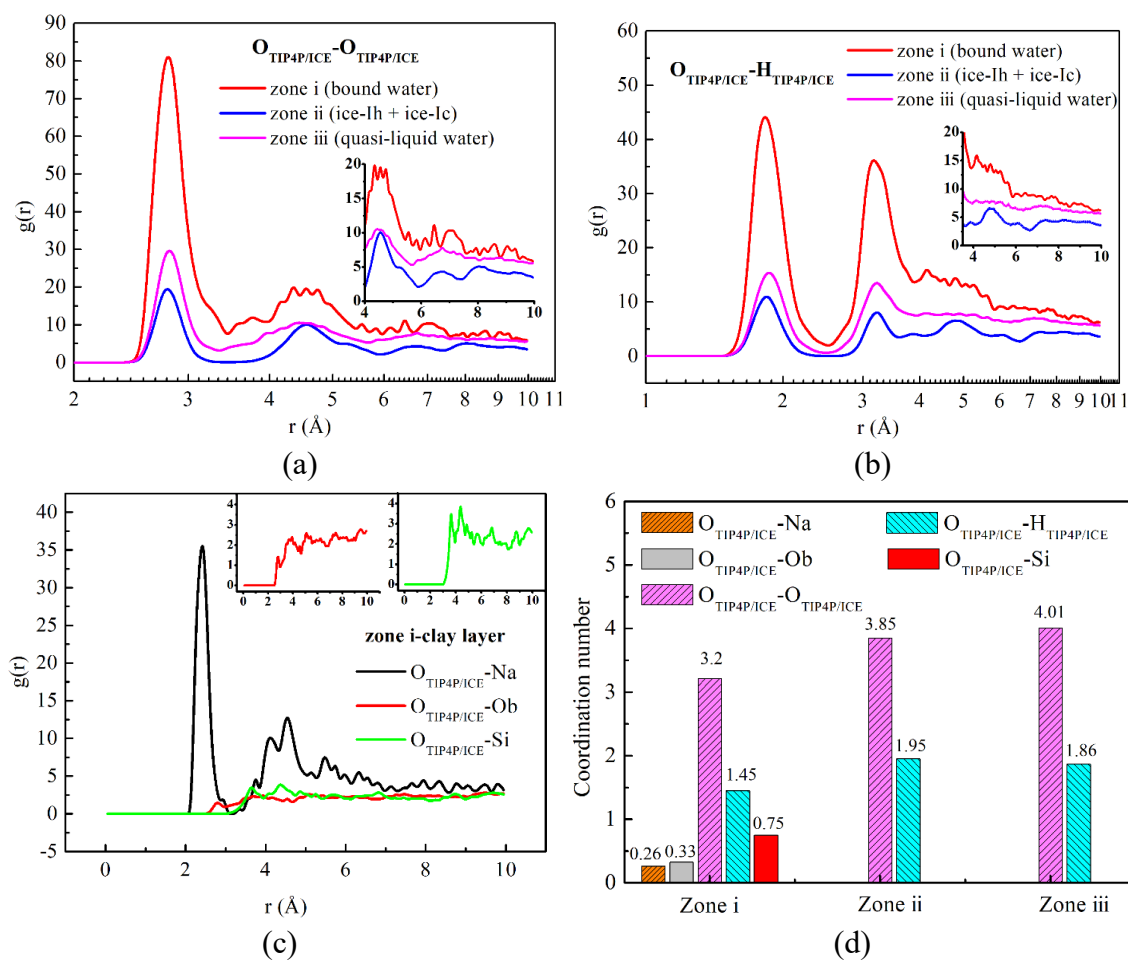 90
80
70
60
50
40
30
20
10
0
g(r)
O_TIP4P/ICE-O_TIP4P/ICE
zone i (bound water)
zone ii (ice-Ih + ice-Ic)
zone iii (quasi-liquid water)
20
15
10
5
0
4 6 8 10
2 3 4 5 6 7 8 9 10 11
r (Å)
(a)
60
50
40
30
20
10
0
g(r)
O_TIP4P/ICE-H_TIP4P/ICE
zone i (bound water)
zone ii (ice-Ih + ice-Ic)
zone iii (quasi-liquid water)
20
15
10
5
0
4 6 8 10
1 2 3 4 5 6 7 8 9 10 11
r (Å)
(b)
40
35
30
25
20
15
10
5
0
-5
g(r)
4
3
2
1
0
0 2 4 6 8 10
4
3
2
1
0
0 2 4 6 8 10
zone i-clay layer
O_TIP4P/ICE-Na
O_TIP4P/ICE-Ob
O_TIP4P/ICE-Si
0 2 4 6 8 10
r (Å)
(c)
6
5
4
3
2
1
0
Coordination number
O_TIP4P/ICE-Na
O_TIP4P/ICE-H_TIP4P/ICE
O_TIP4P/ICE-Ob
O_TIP4P/ICE-Si
O_TIP4P/ICE-O_TIP4P/ICE
0.26 0.33 3.2 1.45 0.75
3.85 1.95
4.01 1.86
Zone i Zone ii Zone iii
(d)